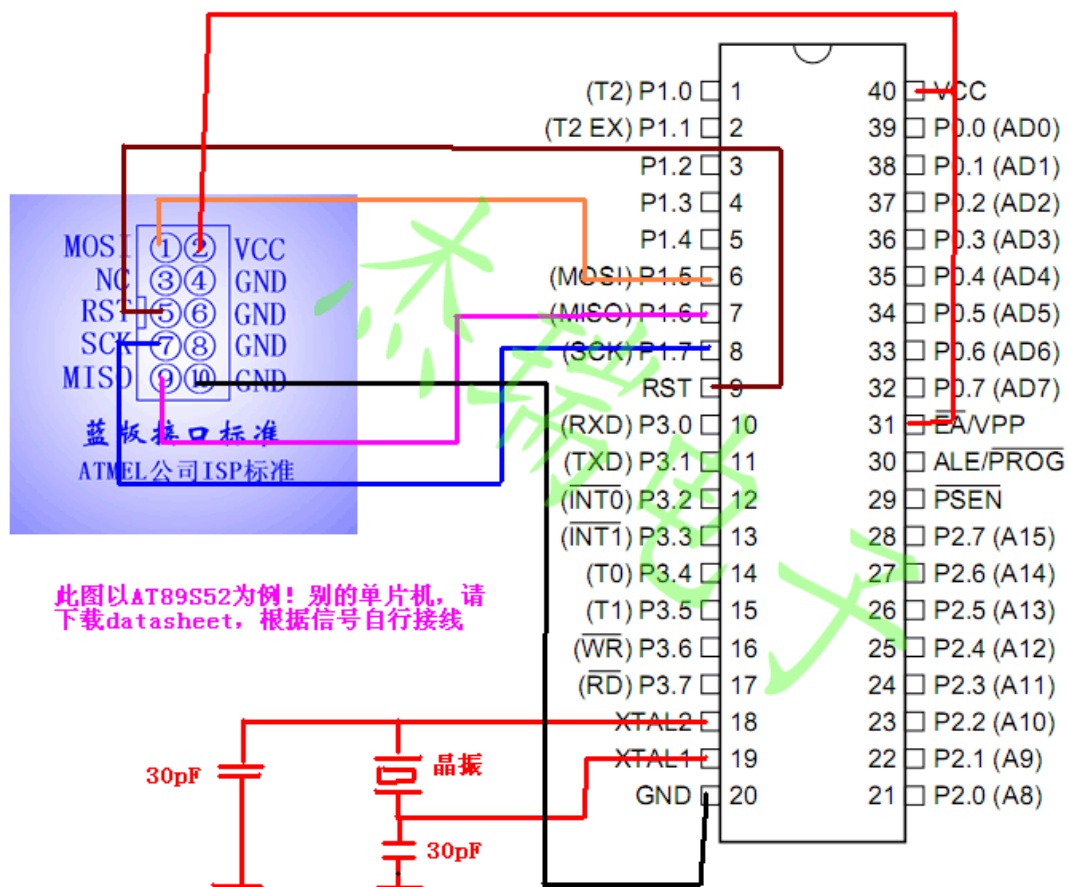 (T2) P1.0 1 40 VCC
(T2 EX) P1.1 2 39 P0.0 (AD0)
P1.2 3 38 P0.1 (AD1)
P1.3 4 37 P0.2 (AD2)
P1.4 5 36 P0.3 (AD3)
(MOSI) P1.5 6 35 P0.4 (AD4)
(MISO) P1.6 7 34 P0.5 (AD5)
(SCK) P1.7 8 33 P0.6 (AD6)
RST 9 32 P0.7 (AD7)
(RXD) P3.0 10 31 EA/VPP
(TXD) P3.1 11 30 ALE/PROG
(INT0) P3.2 12 29 PSEN
(INT1) P3.3 13 28 P2.7 (A15)
(T0) P3.4 14 27 P2.6 (A14)
(T1) P3.5 15 26 P2.5 (A13)
(WR) P3.6 16 25 P2.4 (A12)
(RD) P3.7 17 24 P2.3 (A11)
XTAL2 18 23 P2.2 (A10)
XTAL1 19 22 P2.1 (A9)
GND 20 21 P2.0 (A8)
MOSI ① ② VCC
NC ③ ④ GND
RST ⑤ ⑥ GND
SCK ⑦ ⑧ GND
MISO ⑨ ⑩ GND
蓝版接口标准
ATMEL公司ISP标准
此图以AT89S52为例！别的单片机，请
下载datasheet，根据信号自行接线
30pF
晶振
30pF
杰瑞电子